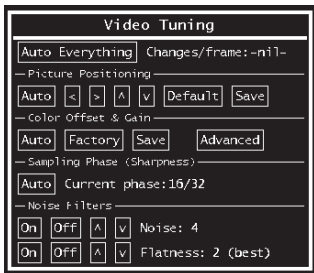 Video Tuning
Auto Everything Changes/frame:-nil-
Picture Positioning
Auto < > ^ v Default Save
Color Offset & Gain
Auto Factory Save Advanced
Sampling Phase (Sharpness)
Auto Current phase:16/32
Noise Filters
On Off ^ v Noise: 4
On Off ^ v Flatness: 2 (best)